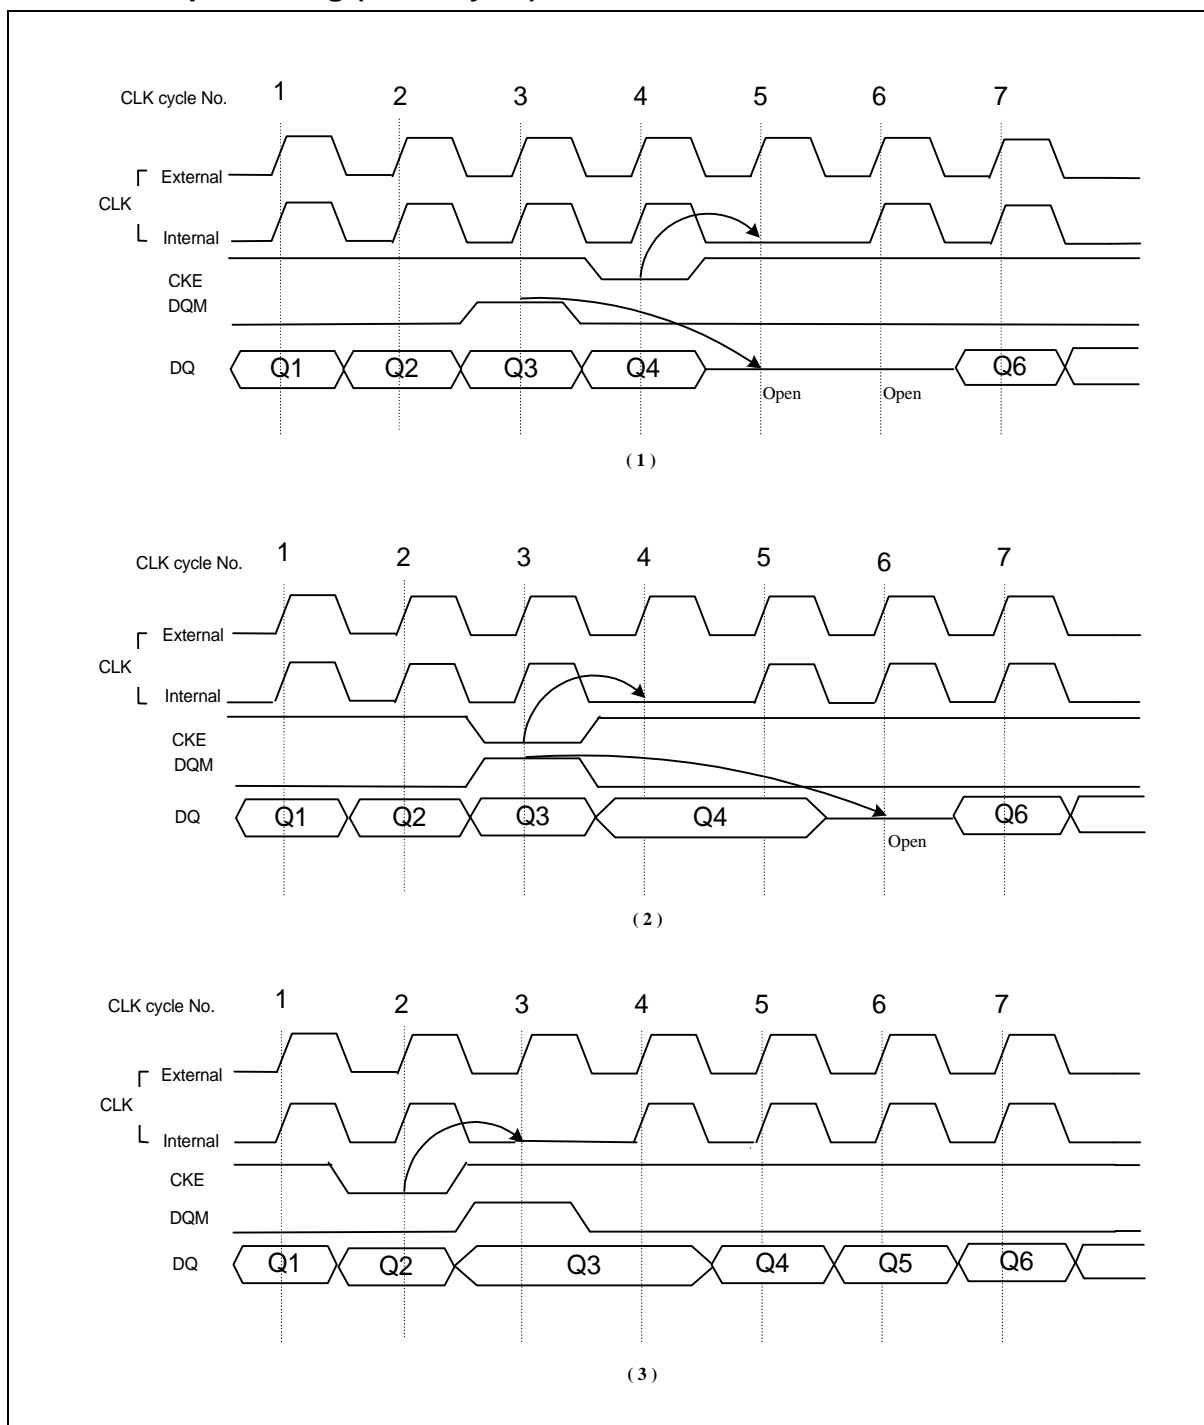 CLK cycle No. 1 2 3 4 5 6 7
External
CLK
Internal
CKE
DQM
DQ Q1 Q2 Q3 Q4 Q6
Open Open
( 1 )
CLK cycle No. 1 2 3 4 5 6 7
External
CLK
Internal
CKE
DQM
DQ Q1 Q2 Q3 Q4 Q6
Open
( 2 )
CLK cycle No. 1 2 3 4 5 6 7
External
CLK
Internal
CKE
DQM
DQ Q1 Q2 Q3 Q4 Q5 Q6
( 3 )